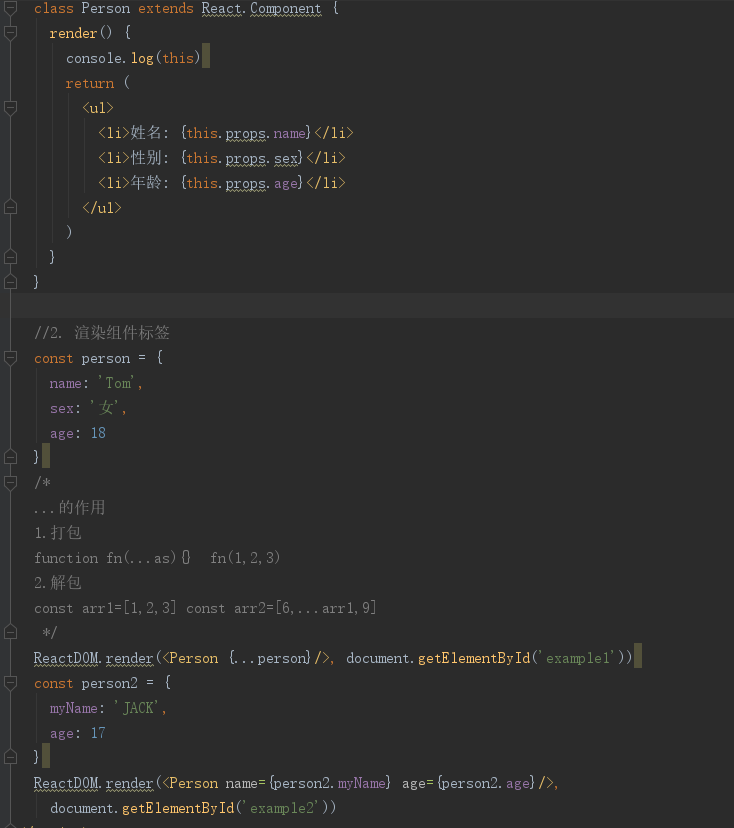 class Person extends React.Component {
render() {
console.log(this)
return (
<ul>
<li>姓名: {this.props.name}</li>
<li>性别: {this.props.sex}</li>
<li>年龄: {this.props.age}</li>
</ul>
)
}
}
//2. 渲染组件标签
const person = {
name: 'Tom',
sex: '女',
age: 18
}
/*
...的作用
1.打包
function fn(...as){}  fn(1,2,3)
2.解包
const arr1=[1,2,3] const arr2=[6,...arr1,9]
*/
ReactDOM.render(<Person {...person}/>, document.getElementById('example1'))
const person2 = {
myName: 'JACK',
age: 17
}
ReactDOM.render(<Person name={person2.myName} age={person2.age}/>,
document.getElementById('example2'))